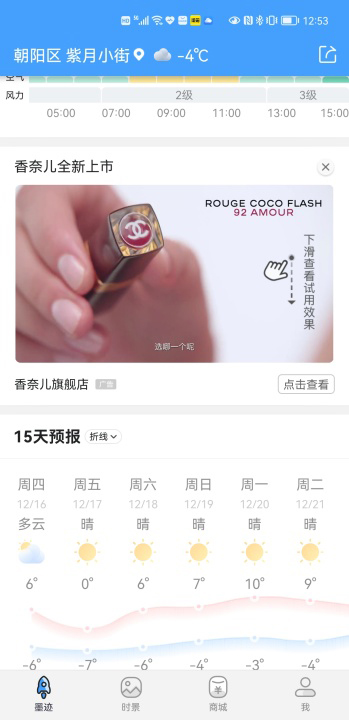 12:53
朝阳区 紫月小街 -4℃
空气
风力 2级 3级
05:00 07:00 09:00 11:00 13:00 15:00
香奈儿全新上市
ROUGE COCO FLASH
92 AMOUR
下滑查看试用效果
选哪一个呢
香奈儿旗舰店 广告 点击查看
15天预报 折线
周四 周五 周六 周日 周一 周二
12/16 12/17 12/18 12/19 12/20 12/21
多云 晴 晴 晴 晴 晴
6° 0° 6° 7° 10° 9°
-6° -7° -6° -4° -3° -4°
墨迹 时景 商城 我